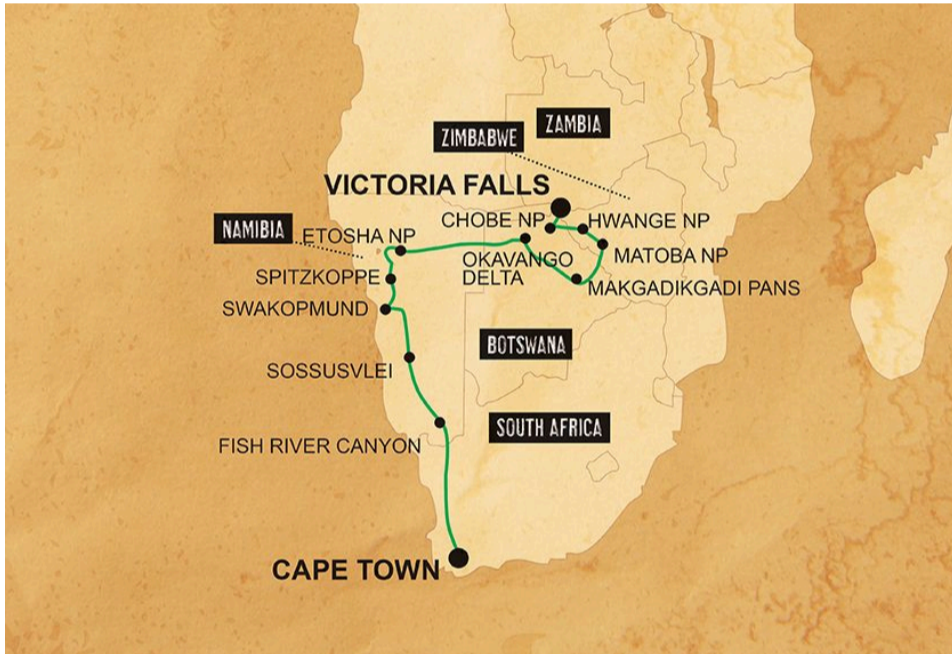 ZAMBIA
ZIMBABWE
VICTORIA FALLS
CHOBE NP
HWANGE NP
NAMIBIA
ETOSHA NP
MATOBA NP
OKAVANGO
DELTA
SPITZKOPPE
MAKGADIKGADI PANS
SWAKOPMUND
BOTSWANA
SOSSUSVLEI
SOUTH AFRICA
FISH RIVER CANYON
CAPE TOWN